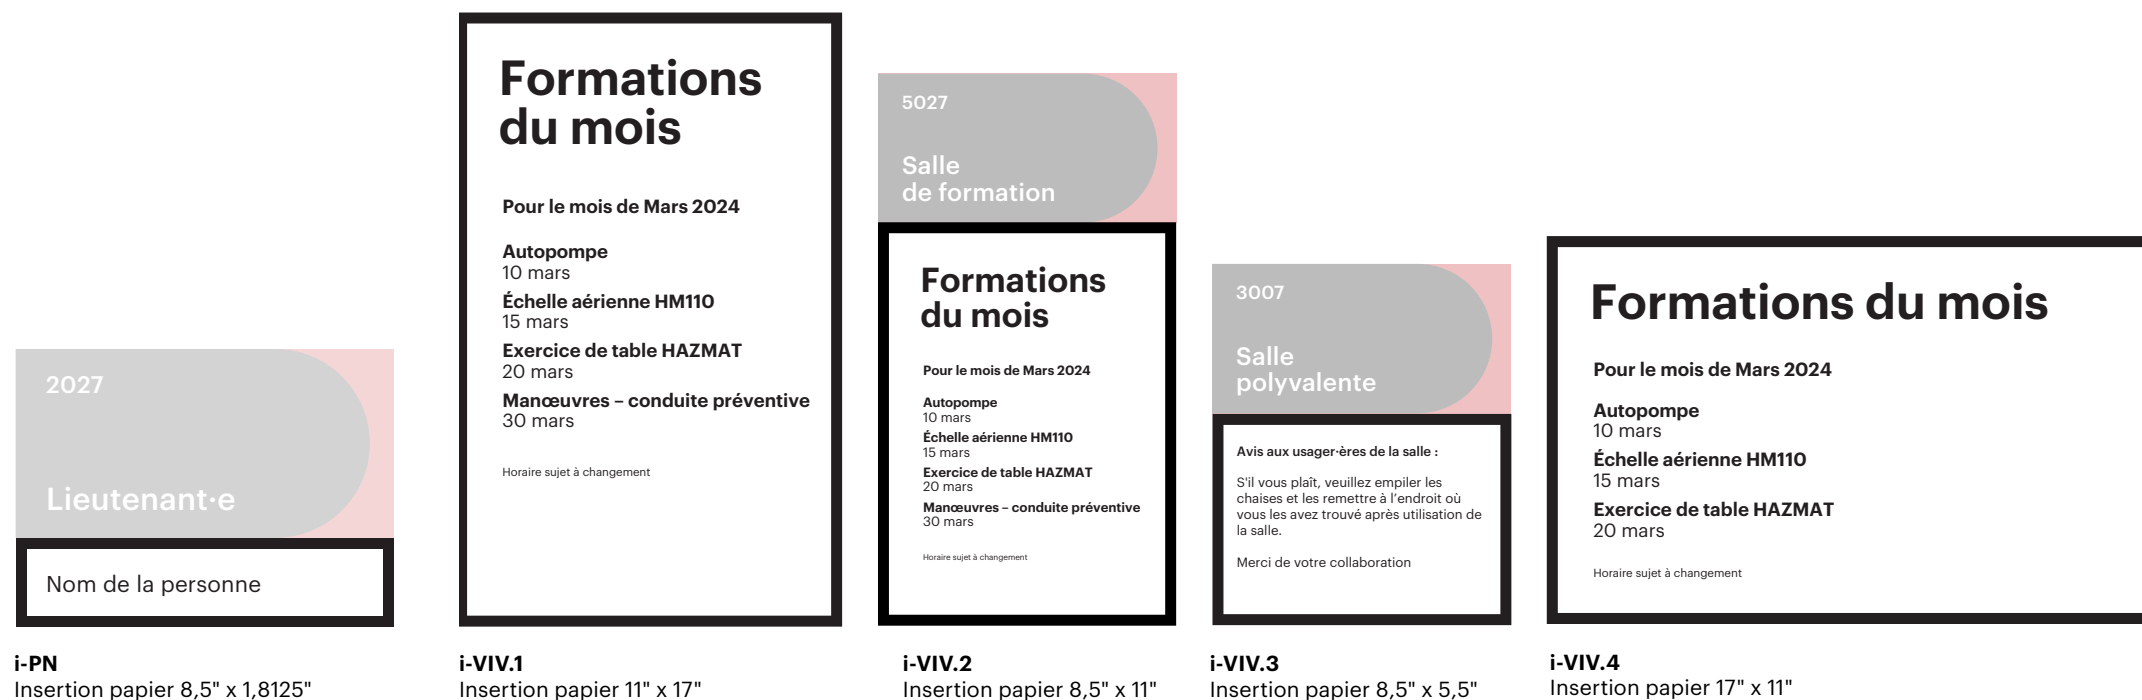 2027
Lieutenant·e
Nom de la personne
i-PN
Insertion papier 8,5" x 1,8125"
Formations
du mois
Pour le mois de Mars 2024
Autopompe
10 mars
Échelle aérienne HM110
15 mars
Exercice de table HAZMAT
20 mars
Manœuvres – conduite préventive
30 mars
Horaire sujet à changement
i-VIV.1
Insertion papier 11" x 17"
5027
Salle
de formation
Formations
du mois
Pour le mois de Mars 2024
Autopompe
10 mars
Échelle aérienne HM110
15 mars
Exercice de table HAZMAT
20 mars
Manœuvres – conduite préventive
30 mars
Horaire sujet à changement
i-VIV.2
Insertion papier 8,5" x 11"
3007
Salle
polyvalente
Avis aux usager·ères de la salle :
S'il vous plaît, veuillez empiler les
chaises et les remettre à l’endroit où
vous les avez trouvé après utilisation de
la salle.
Merci de votre collaboration
i-VIV.3
Insertion papier 8,5" x 5,5"
Formations du mois
Pour le mois de Mars 2024
Autopompe
10 mars
Échelle aérienne HM110
15 mars
Exercice de table HAZMAT
20 mars
Horaire sujet à changement
i-VIV.4
Insertion papier 17" x 11"